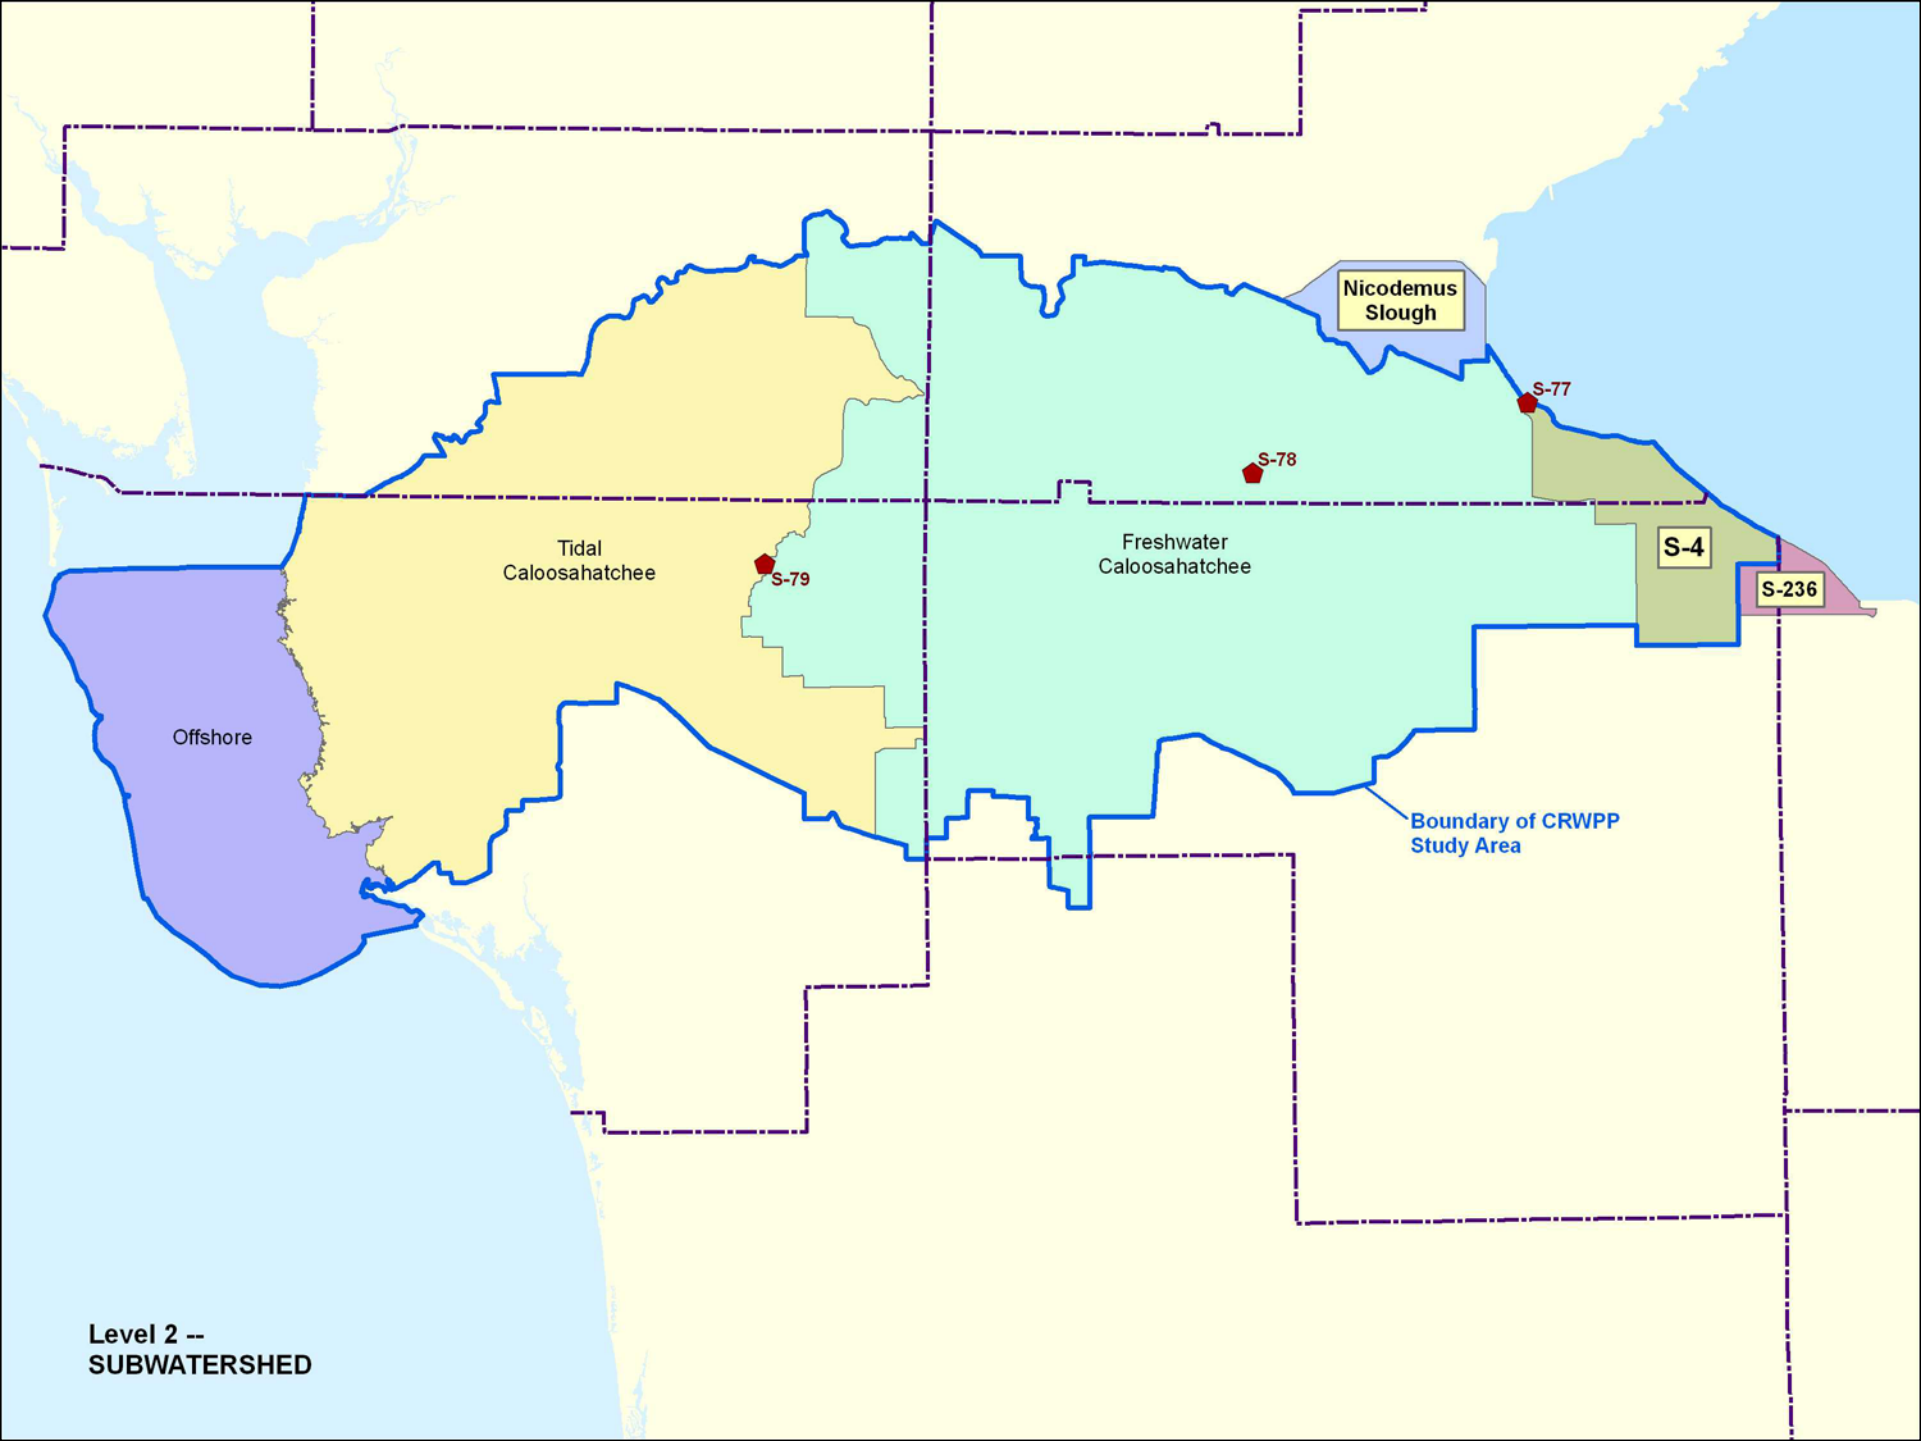 Nicodemus
Slough
S-77
S-78
Tidal
Caloosahatchee
S-79
Freshwater
Caloosahatchee
S-4
S-236
Offshore
Boundary of CRWPP
Study Area
Level 2 --
SUBWATERSHED